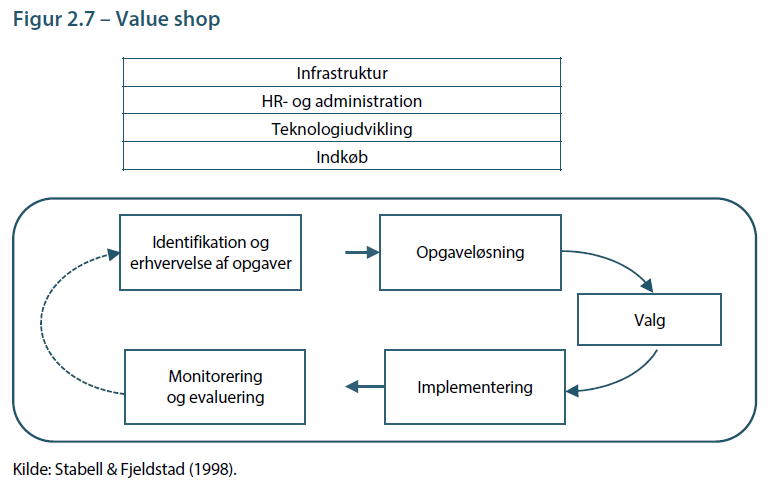 Figur 2.7 – Value shop
Infrastruktur
HR- og administration
Teknologiudvikling
Indkøb
Identifikation og
erhvervelse af opgaver
Opgaveløsning
Valg
Implementering
Monitorering
og evaluering
Kilde: Stabell & Fjeldstad (1998).